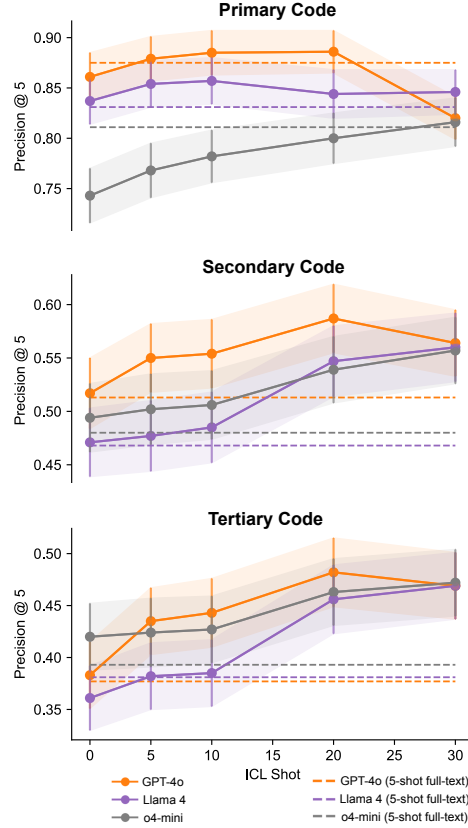 Primary Code
0.90
0.85
0.80
0.75
Precision @ 5
Secondary Code
0.60
0.55
0.50
0.45
Precision @ 5
Tertiary Code
0.50
0.45
0.40
0.35
Precision @ 5
0 5 10 20 30
ICL Shot
GPT-4o GPT-4o (5-shot full-text)
Llama 4 Llama 4 (5-shot full-text)
o4-mini o4-mini (5-shot full-text)